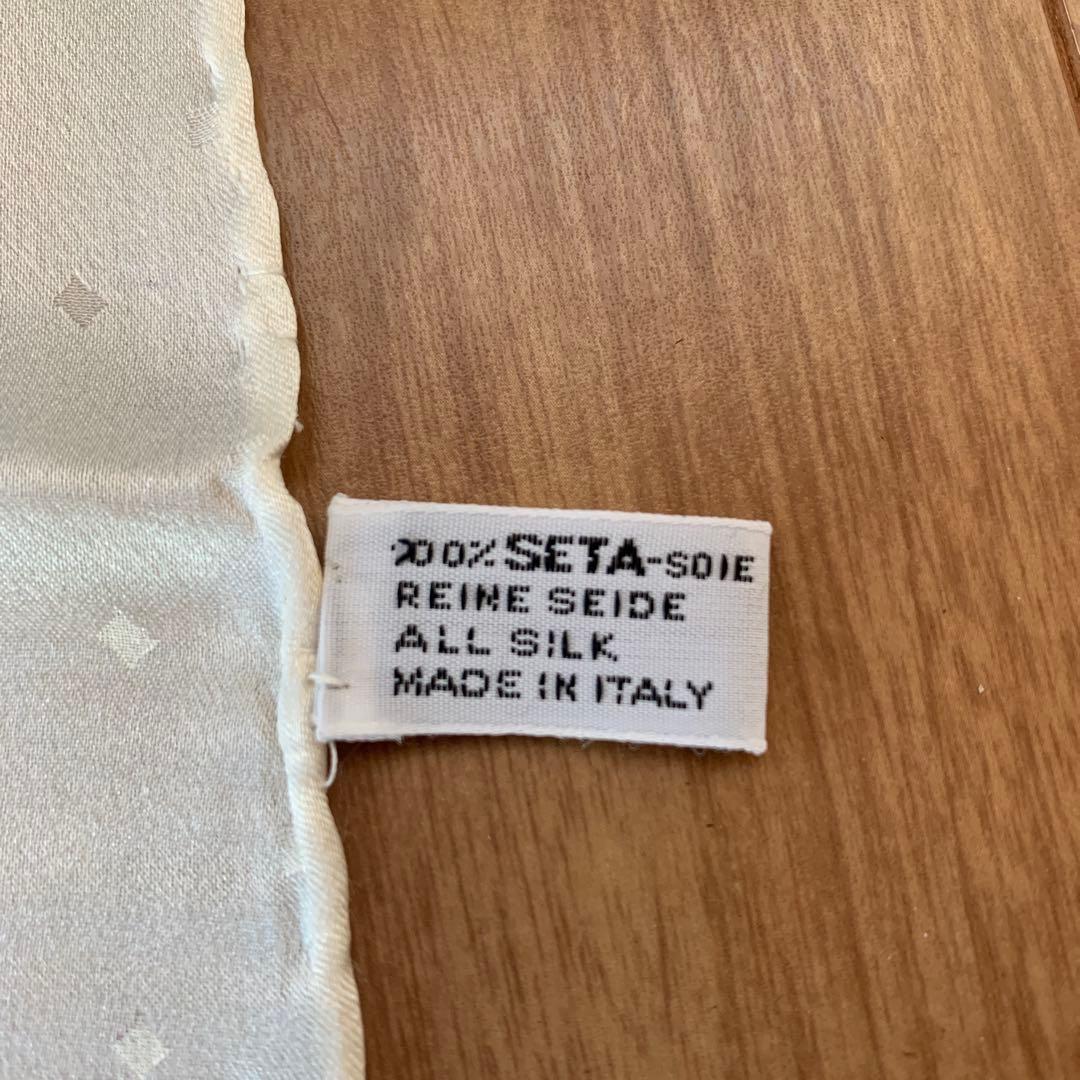 100% SETA-SOIE
REINE SEIDE
ALL SILK
MADE IN ITALY